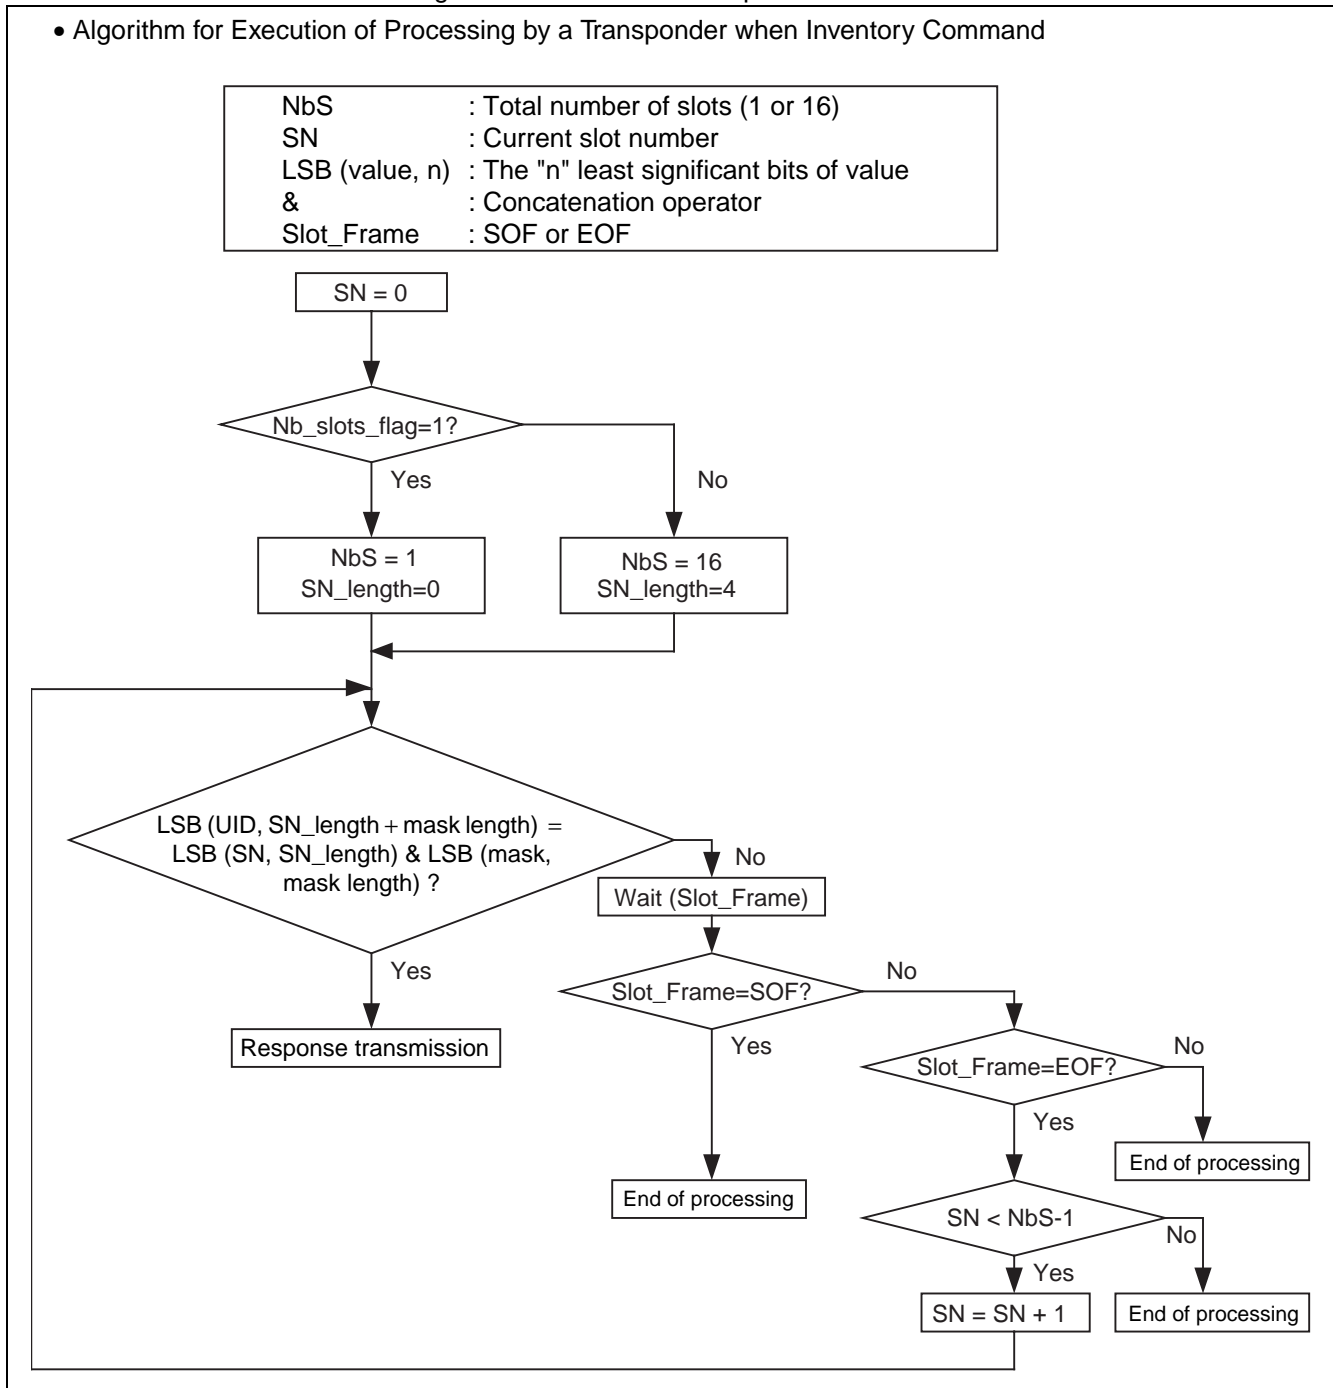 • Algorithm for Execution of Processing by a Transponder when Inventory Command
NbS : Total number of slots (1 or 16)
SN : Current slot number
LSB (value, n) : The "n" least significant bits of value
& : Concatenation operator
Slot_Frame : SOF or EOF
SN = 0
Nb_slots_flag=1?
Yes
No
NbS = 1
SN_length=0
NbS = 16
SN_length=4
LSB (UID, SN_length + mask length) =
LSB (SN, SN_length) & LSB (mask,
mask length) ?
No
Wait (Slot_Frame)
Yes
Response transmission
Slot_Frame=SOF?
No
Yes
End of processing
Slot_Frame=EOF?
No
Yes
End of processing
SN < NbS-1
No
Yes
SN = SN + 1
End of processing